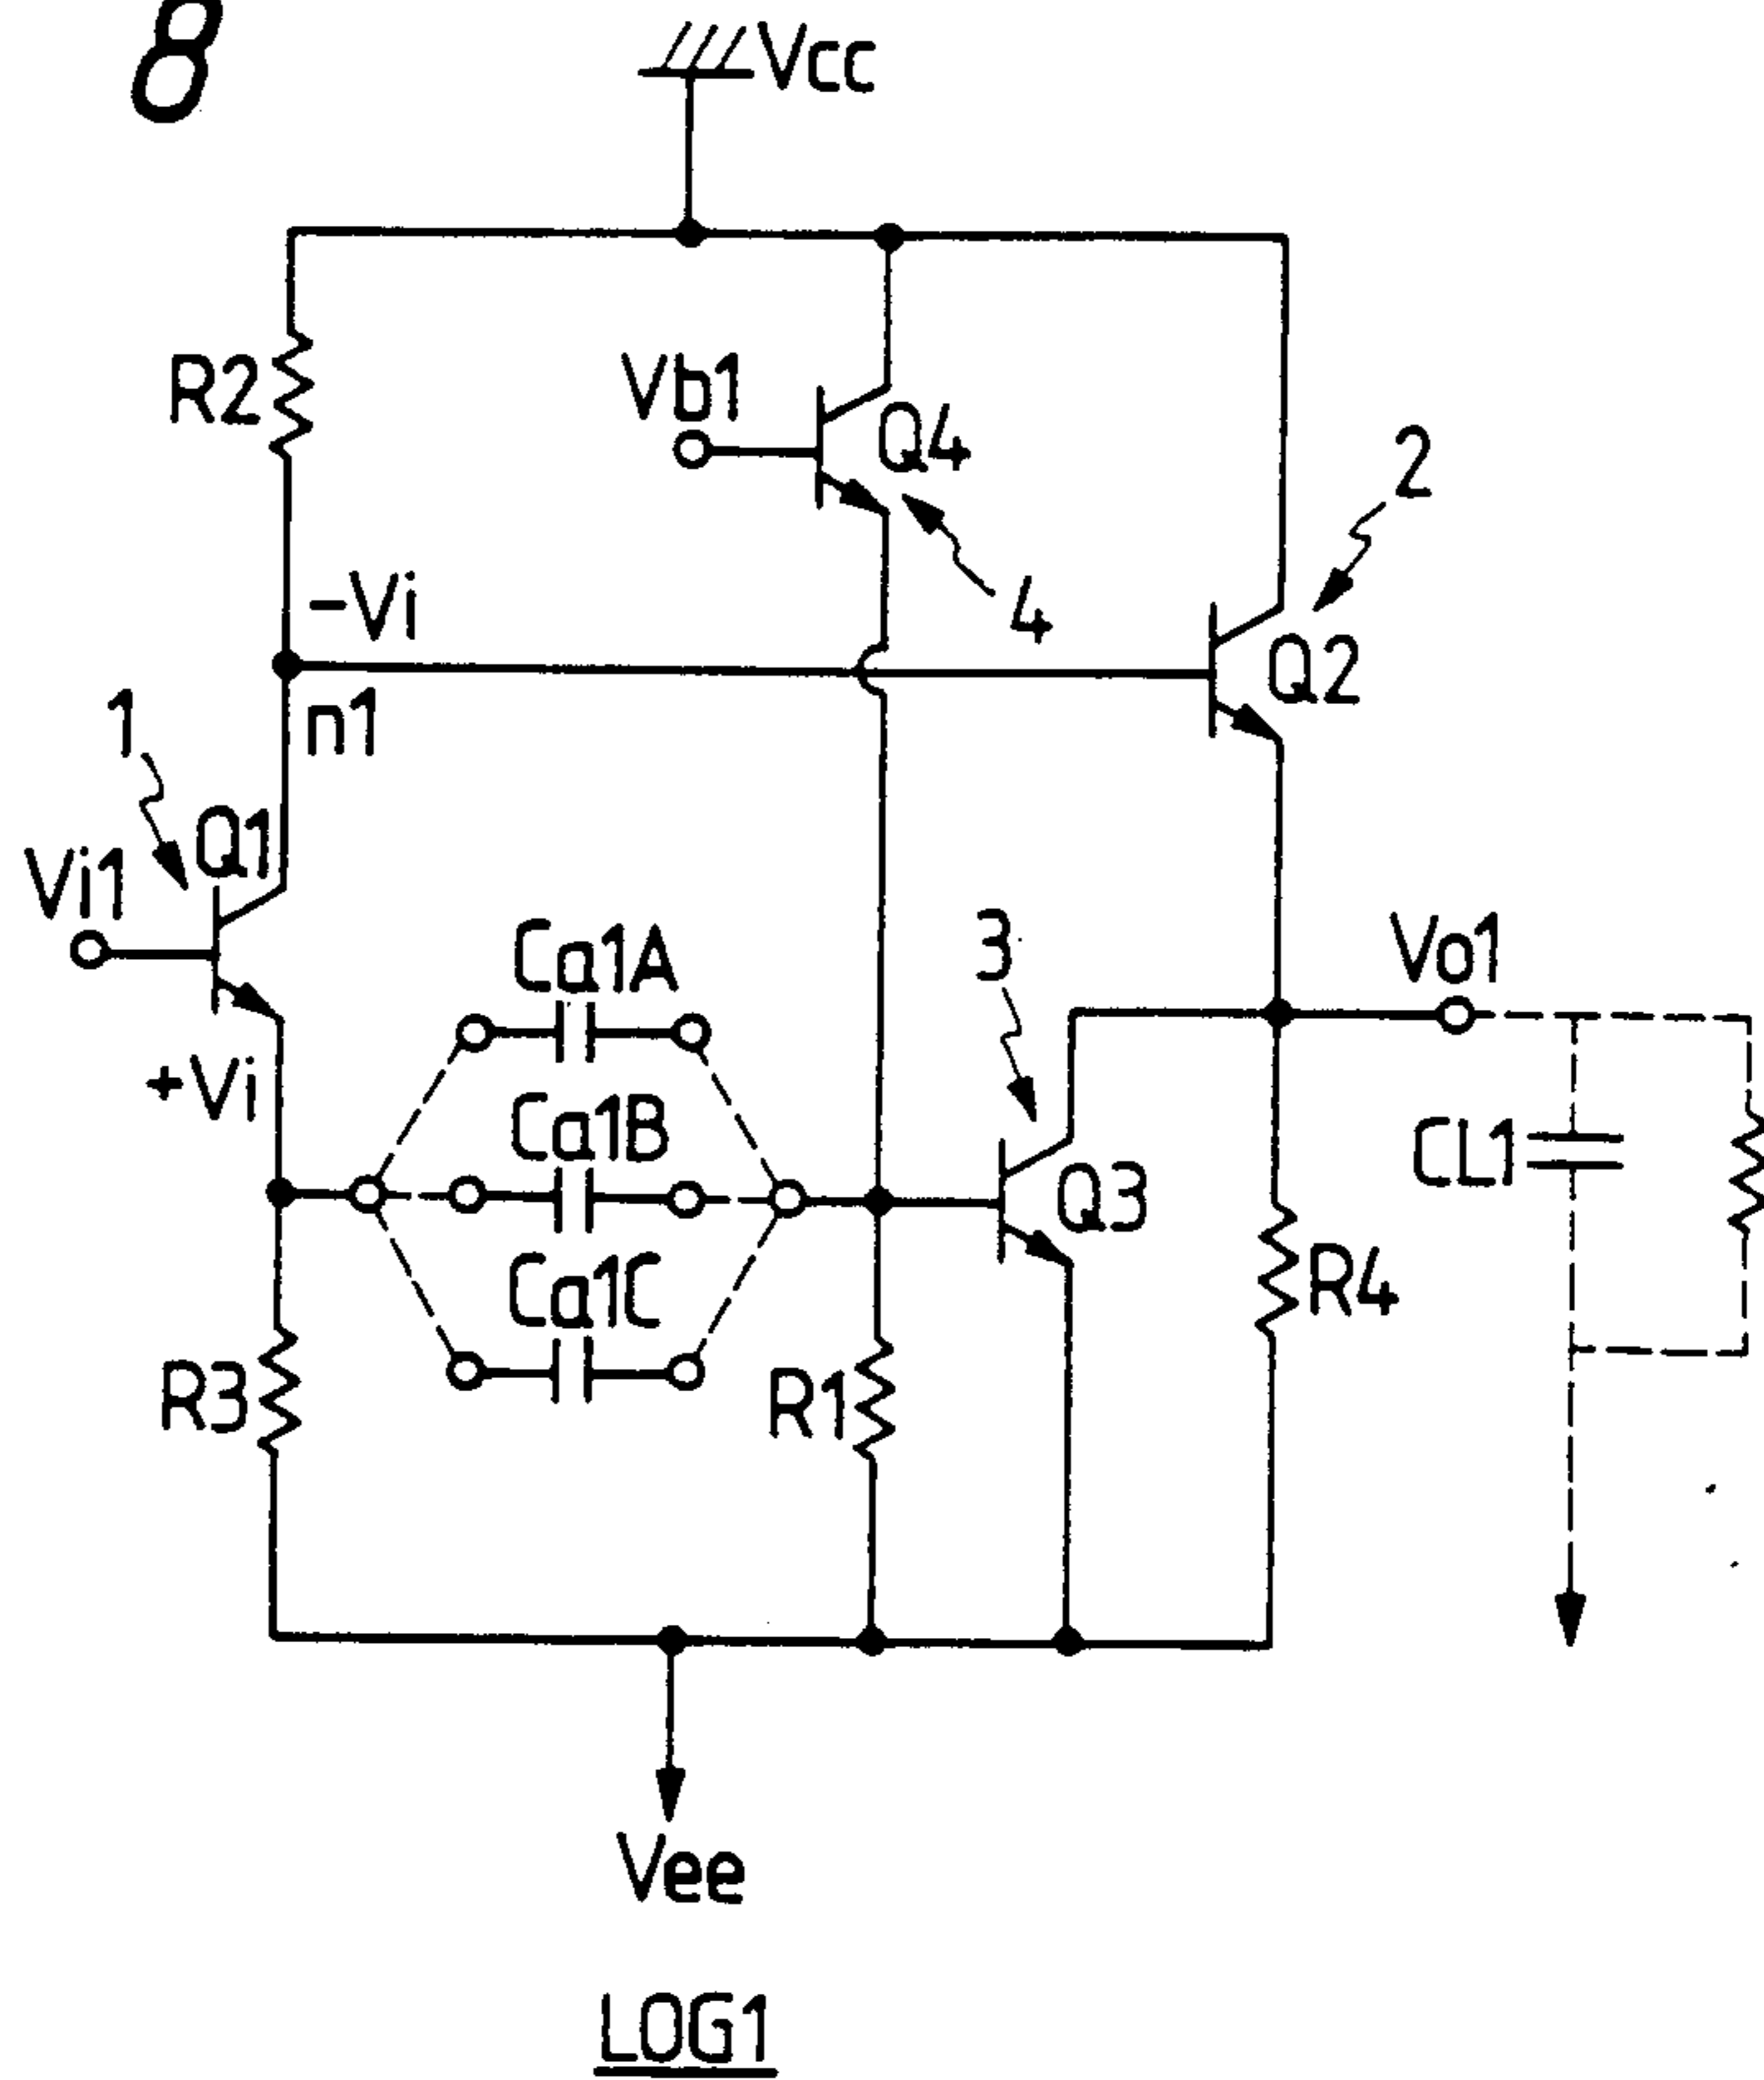 8
Vcc
R2
Vb1
Q4
2
-Vi
4
Q2
n1
1
Q1
Vi1
Ca1A
3
Vo1
+Vi
Ca1B
CL1
Q3
Ca1C
R4
R3
R1
Vee
LOG1